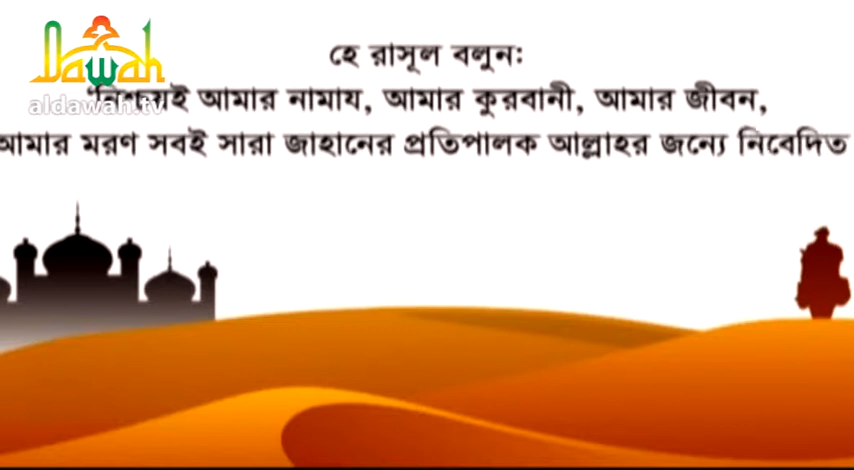 Dawah
aldawah.tv
হে রাসূল বলুন:
‘নিশ্চয়ই আমার নামায, আমার কুরবানী, আমার জীবন,
আমার মরণ সবই সারা জাহানের প্রতিপালক আল্লাহর জন্যে নিবেদিত